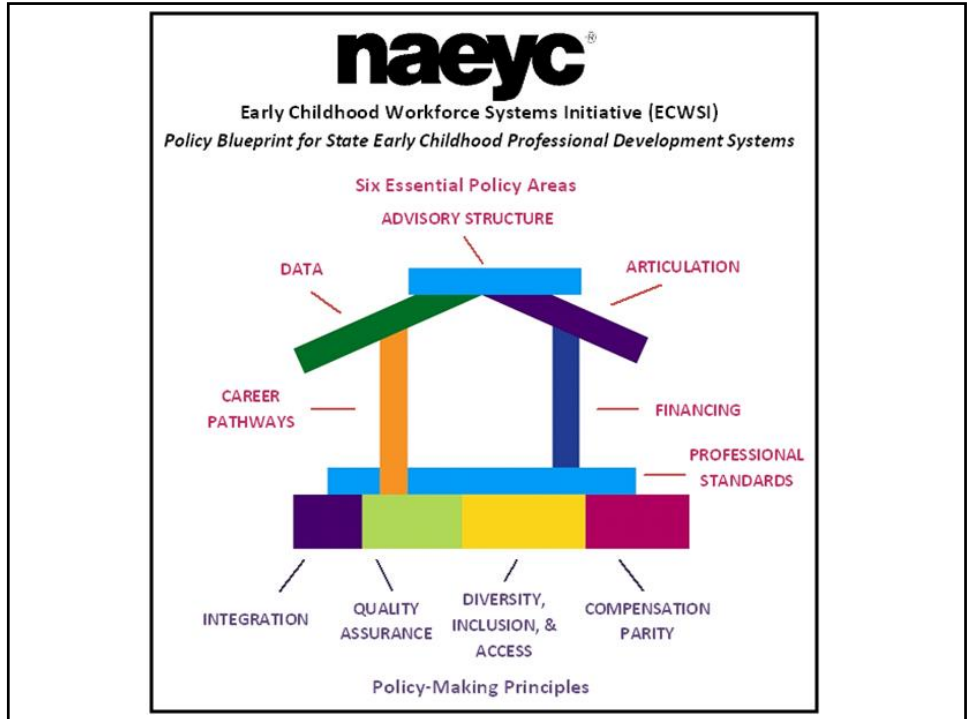 naeyc®
Early Childhood Workforce Systems Initiative (ECWSI)
Policy Blueprint for State Early Childhood Professional Development Systems
Six Essential Policy Areas
ADVISORY STRUCTURE
DATA
ARTICULATION
CAREER
PATHWAYS
FINANCING
PROFESSIONAL
STANDARDS
INTEGRATION
QUALITY
ASSURANCE
DIVERSITY,
INCLUSION, &
ACCESS
COMPENSATION
PARITY
Policy-Making Principles